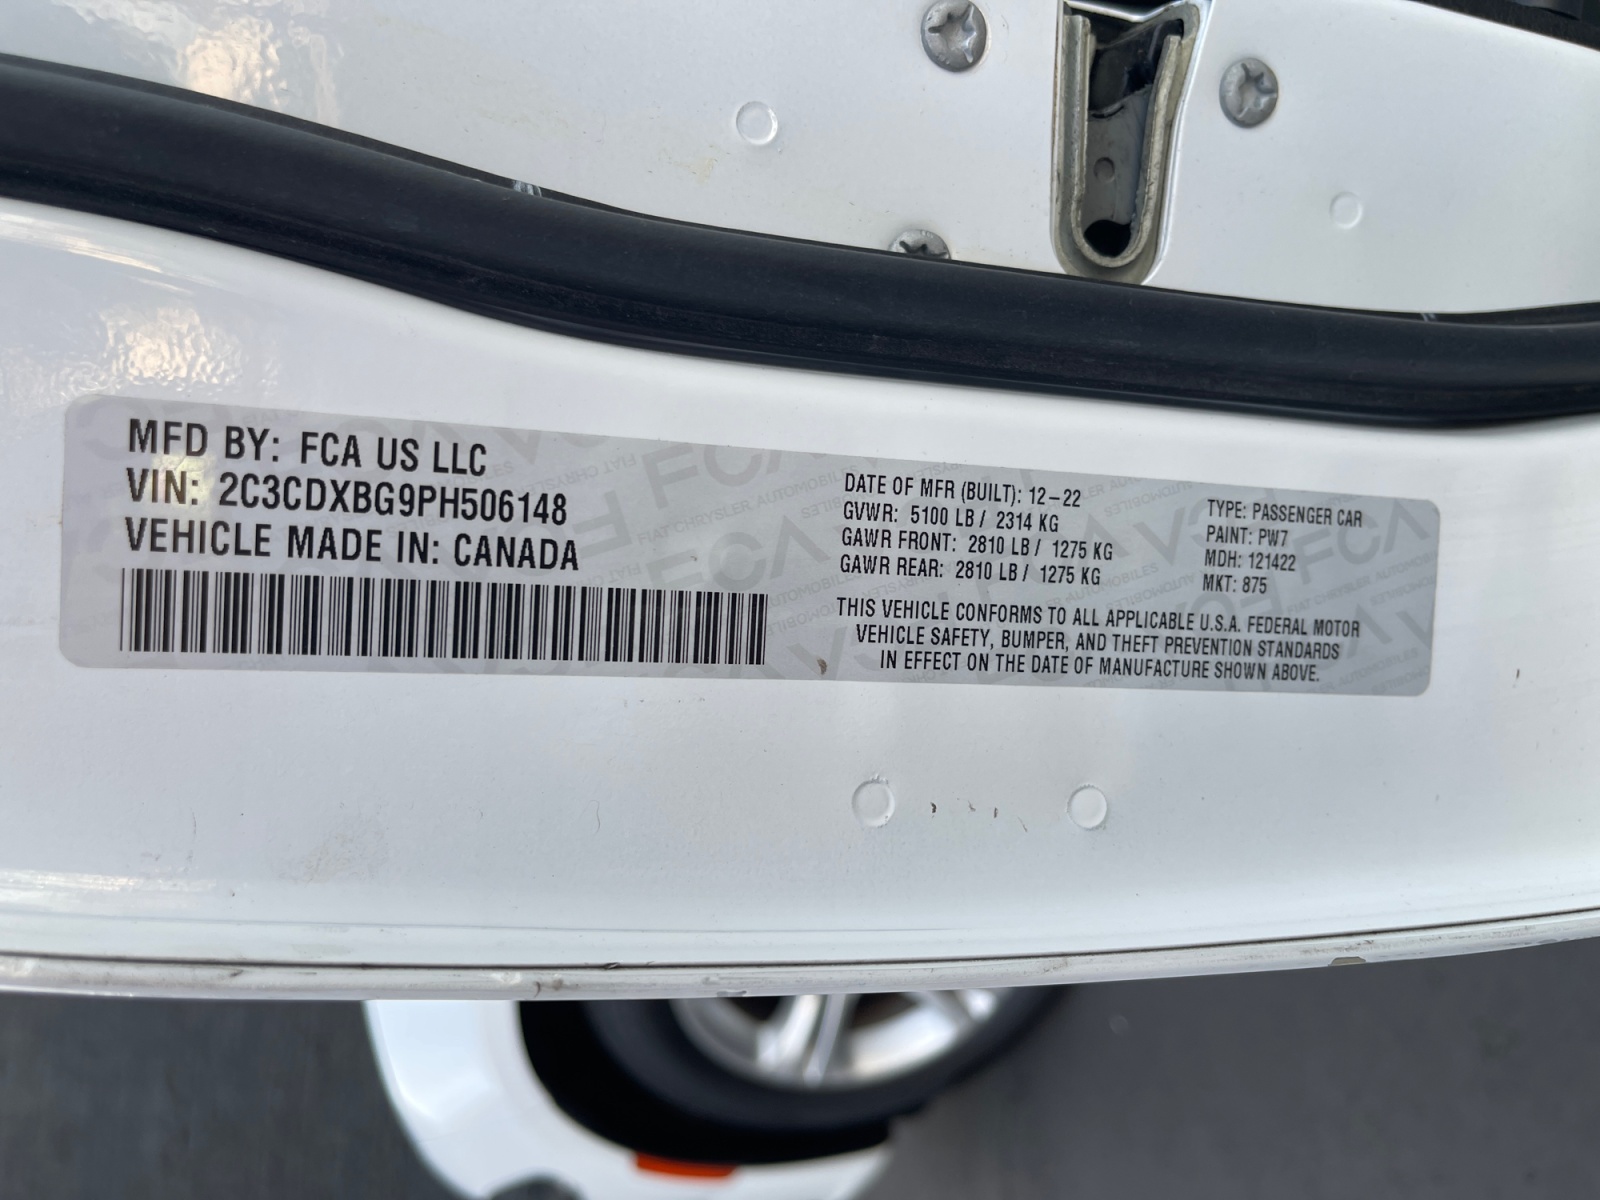 MFD BY: FCA US LLC
VIN: 2C3CDXBG9PH506148
VEHICLE MADE IN: CANADA
DATE OF MFR (BUILT): 12-22
GVWR: 5100 LB / 2314 KG
GAWR FRONT: 2810 LB / 1275 KG
GAWR REAR: 2810 LB / 1275 KG
TYPE: PASSENGER CAR
PAINT: PW7
MDH: 121422
MKT: 875
THIS VEHICLE CONFORMS TO ALL APPLICABLE U.S.A. FEDERAL MOTOR
VEHICLE SAFETY, BUMPER, AND THEFT PREVENTION STANDARDS
IN EFFECT ON THE DATE OF MANUFACTURE SHOWN ABOVE.